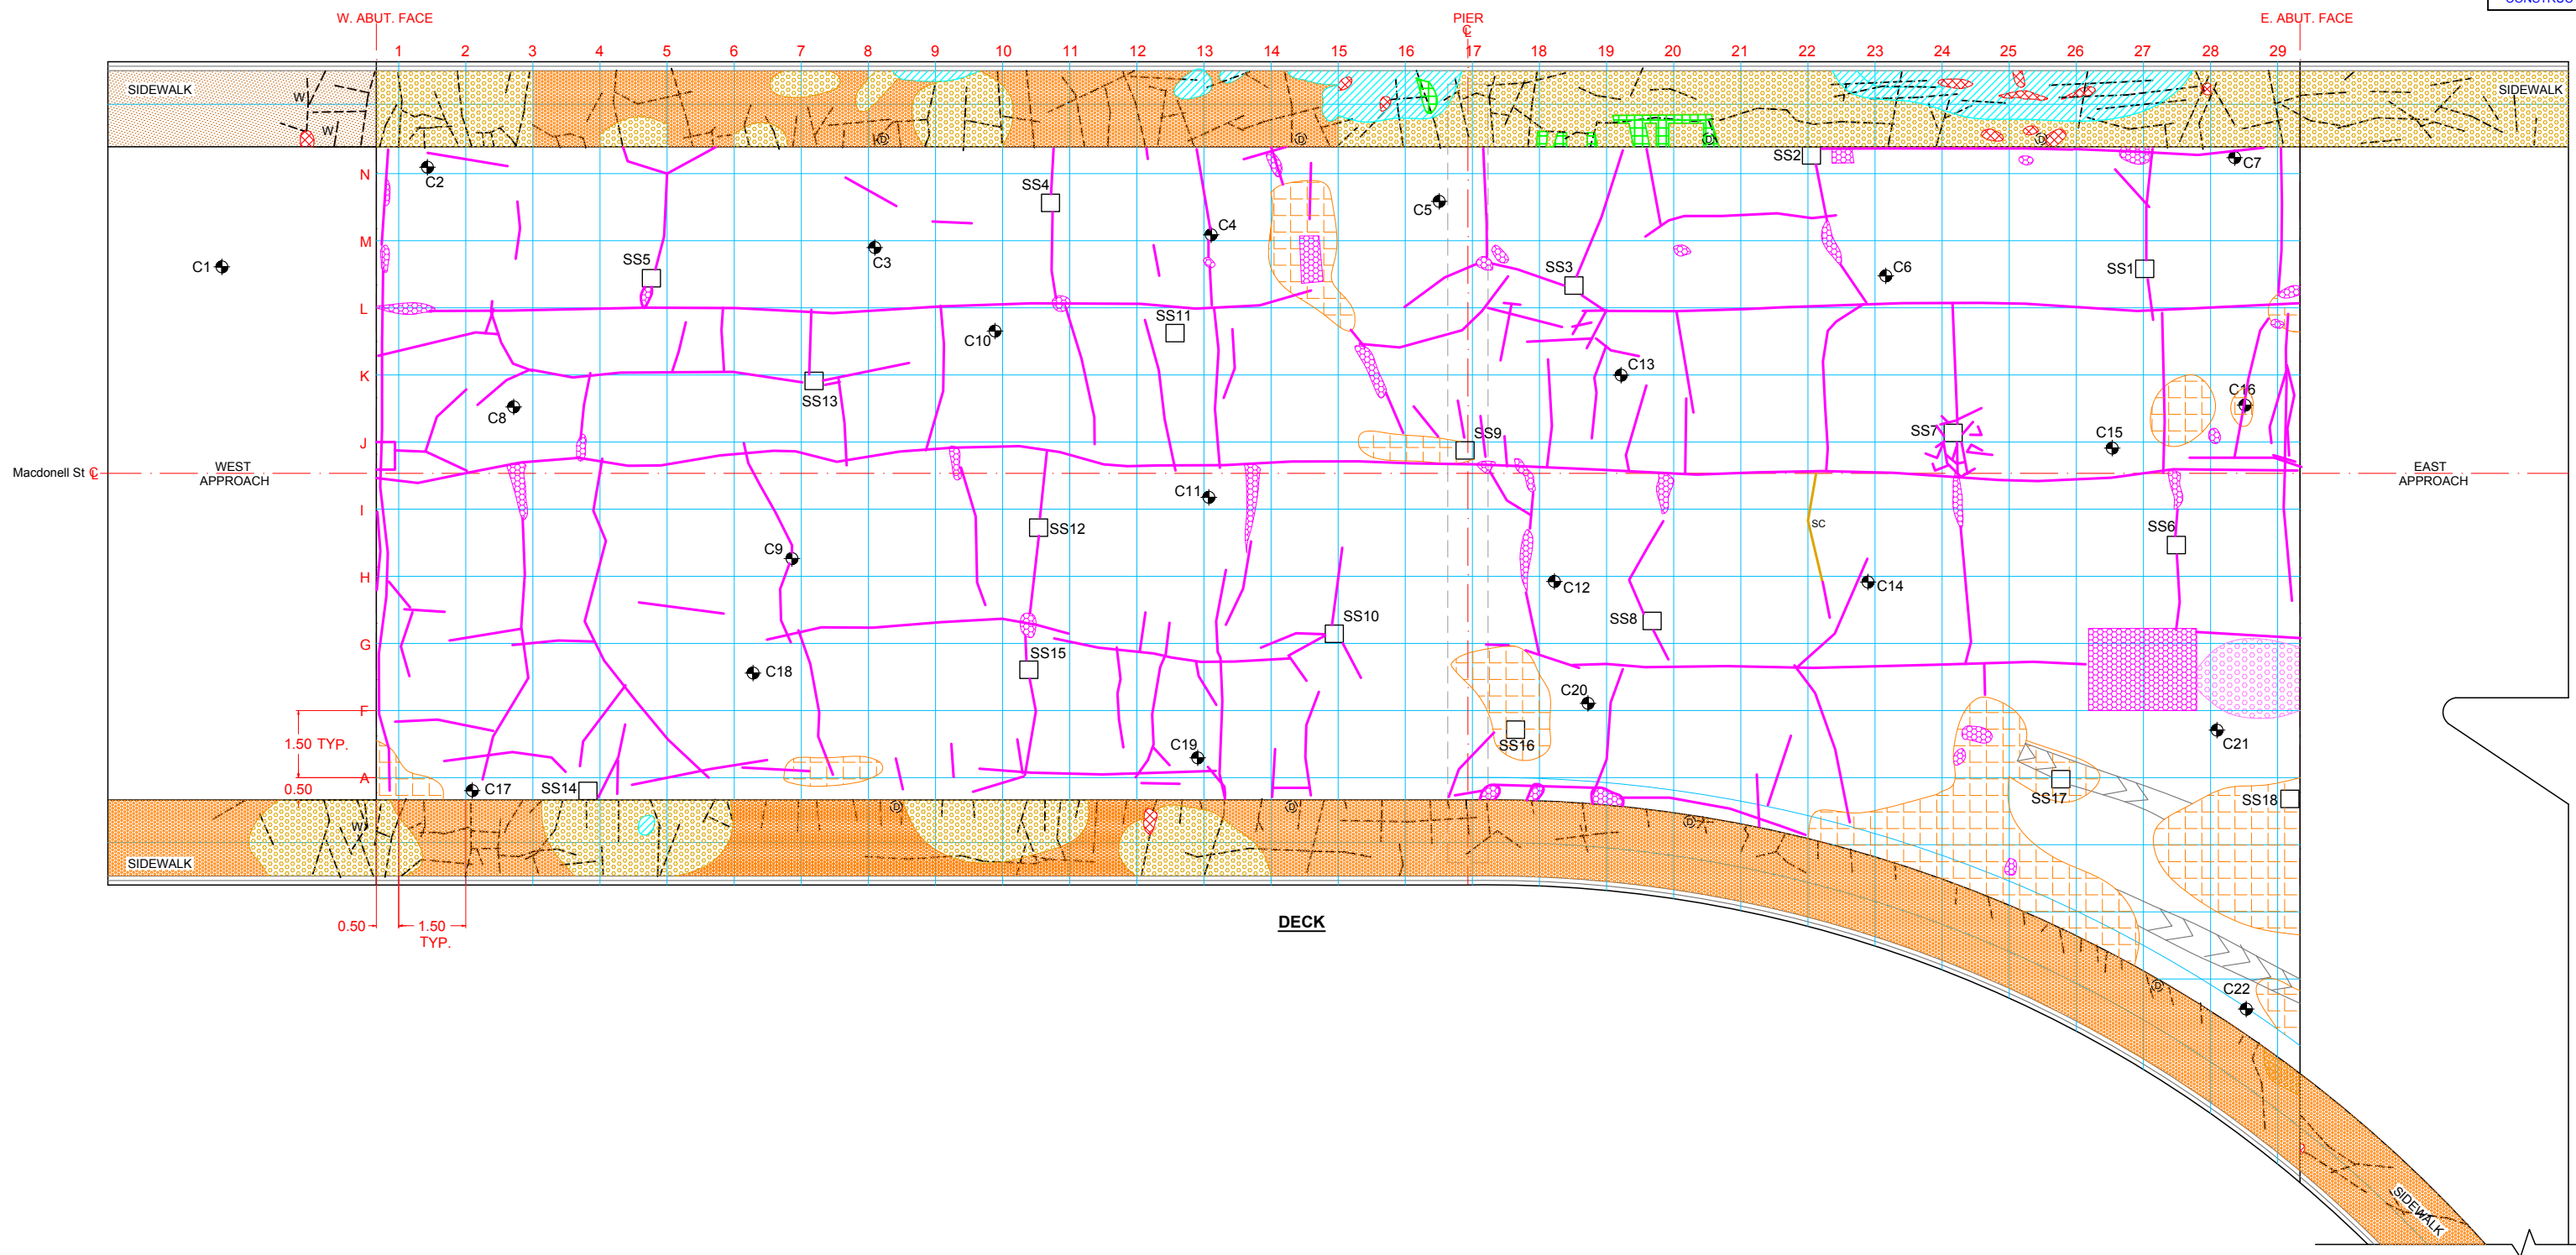 W. ABUT. FACE
PIER
E. ABUT. FACE
1 2 3 4 5 6 7 8 9 10 11 12 13 14 15 16 17 18 19 20 21 22 23 24 25 26 27 28 29
SIDEWALK
SIDEWALK
W
W
N
C2
SS2
C7
SS4
C5
M
C4
C1
SS5
C3
SS3
C6
SS1
L
SS11
C10
K
C13
SS13
C16
C8
J
SS9
SS7
C15
Macdonell St
WEST
APPROACH
EAST
APPROACH
C11
I
SS12
SC
SS6
C9
H
C12
C14
SS10
SS8
G
SS15
C18
F
C20
1.50 TYP.
SS16
C21
C19
A
0.50
C17
SS14
SS17
SS18
W
SIDEWALK
0.50
1.50
TYP.
DECK
C22
SIDEWALK